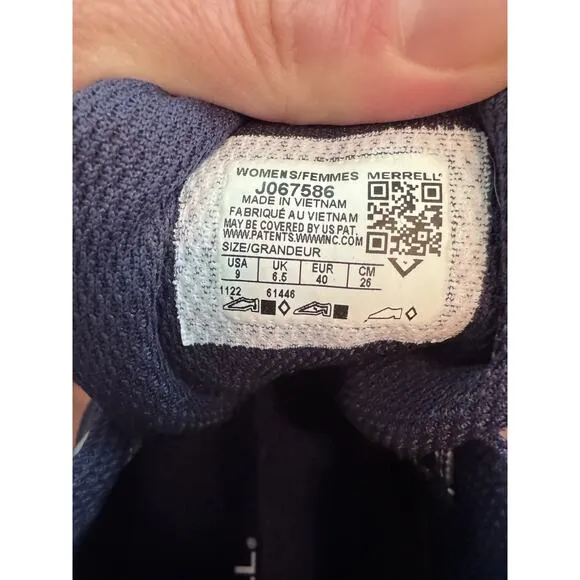 WOMENS/FEMMES MERRELL
J067586
MADE IN VIETNAM
FABRIQUÉ AU VIETNAM
MAY BE COVERED BY US PAT.
WWW.PATENTS.WWWINC.COM
SIZE/GRANDEUR
USA UK EUR CM
9 6.5 40 26
1122 61446
LL.